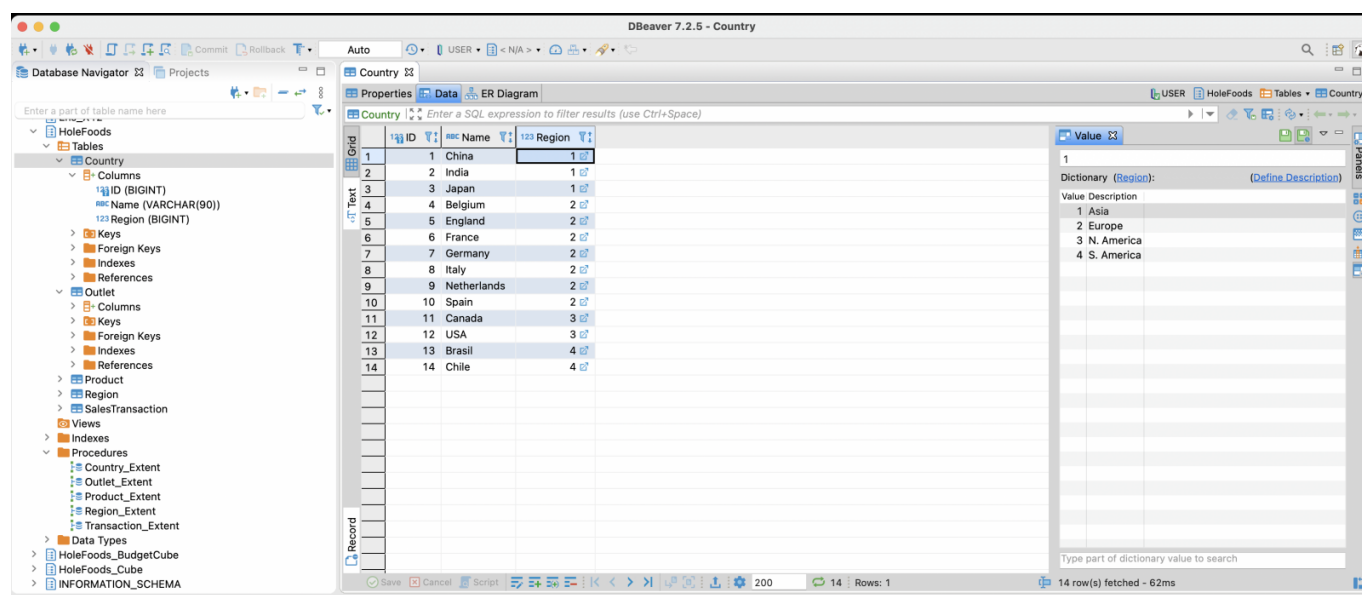 DBeaver 7.2.5 - Country
Commit Rollback Auto USER < N/A >
Database Navigator Projects
Enter a part of table name here
HoleFoods
Tables
Country
Columns
123 ID (BIGINT)
ABC Name (VARCHAR(90))
123 Region (BIGINT)
Keys
Foreign Keys
Indexes
References
Outlet
Columns
Keys
Foreign Keys
Indexes
References
Product
Region
SalesTransaction
Views
Indexes
Procedures
Country_Extent
Outlet_Extent
Product_Extent
Region_Extent
Transaction_Extent
Data Types
HoleFoods_BudgetCube
HoleFoods_Cube
INFORMATION_SCHEMA
Country
Properties Data ER Diagram USER HoleFoods Tables Country
Country Enter a SQL expression to filter results (use Ctrl+Space)
Grid
Text
Record
123 ID ABC Name 123 Region
1 1 China 1
2 2 India 1
3 3 Japan 1
4 4 Belgium 2
5 5 England 2
6 6 France 2
7 7 Germany 2
8 8 Italy 2
9 9 Netherlands 2
10 10 Spain 2
11 11 Canada 3
12 12 USA 3
13 13 Brasil 4
14 14 Chile 4
Value
1
Dictionary (Region): (Define Description)
Value Description
1 Asia
2 Europe
3 N. America
4 S. America
Type part of dictionary value to search
Panels
Save Cancel Script 200 14 Rows: 1 14 row(s) fetched - 62ms